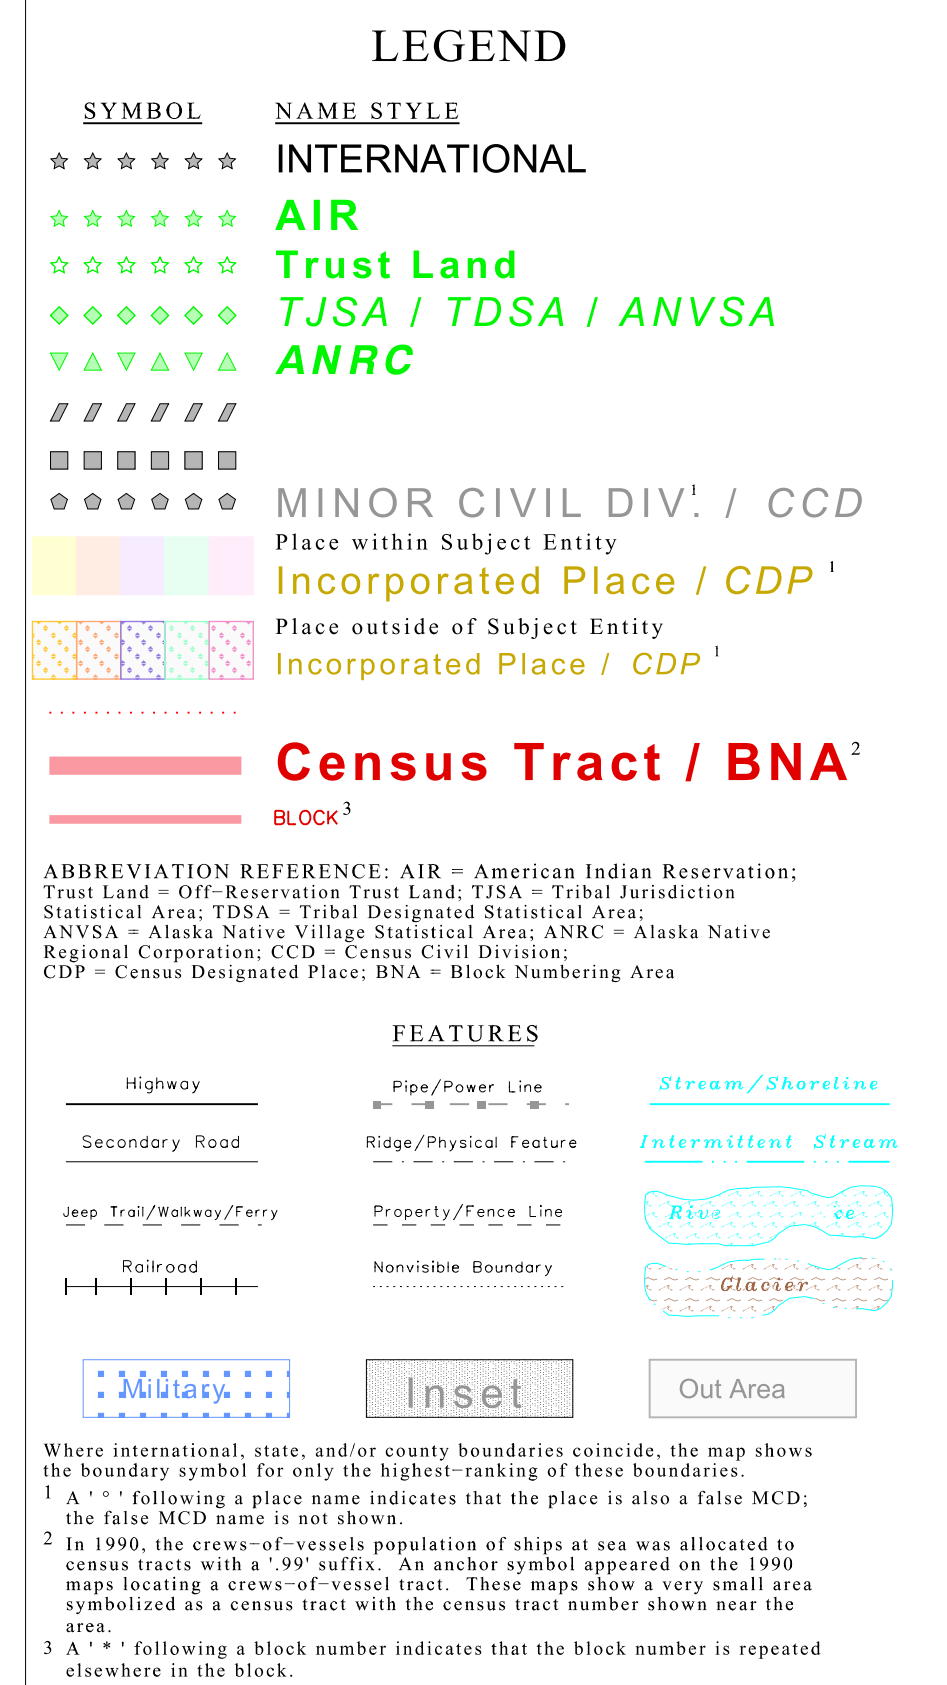 LEGEND
SYMBOL NAME STYLE
INTERNATIONAL
AIR
Trust Land
TJSA / TDSA / ANVSA
ANRC
MINOR CIVIL DIV.¹ / CCD
Place within Subject Entity
Incorporated Place / CDP ¹
Place outside of Subject Entity
Incorporated Place / CDP ¹
Census Tract / BNA²
BLOCK³
ABBREVIATION REFERENCE: AIR = American Indian Reservation;
Trust Land = Off−Reservation Trust Land; TJSA = Tribal Jurisdiction
Statistical Area; TDSA = Tribal Designated Statistical Area;
ANVSA = Alaska Native Village Statistical Area; ANRC = Alaska Native
Regional Corporation; CCD = Census Civil Division;
CDP = Census Designated Place; BNA = Block Numbering Area
FEATURES
Highway
Pipe/Power Line
Stream/Shoreline
Secondary Road
Ridge/Physical Feature
Intermittent Stream
Jeep Trail/Walkway/Ferry
Property/Fence Line
Rive ce
Railroad
Nonvisible Boundary
Glacier
Military
Inset
Out Area
Where international, state, and/or county boundaries coincide, the map shows
the boundary symbol for only the highest−ranking of these boundaries.
1 A ' ° ' following a place name indicates that the place is also a false MCD;
the false MCD name is not shown.
2 In 1990, the crews−of−vessels population of ships at sea was allocated to
census tracts with a '.99' suffix. An anchor symbol appeared on the 1990
maps locating a crews−of−vessel tract. These maps show a very small area
symbolized as a census tract with the census tract number shown near the
area.
3 A ' * ' following a block number indicates that the block number is repeated
elsewhere in the block.